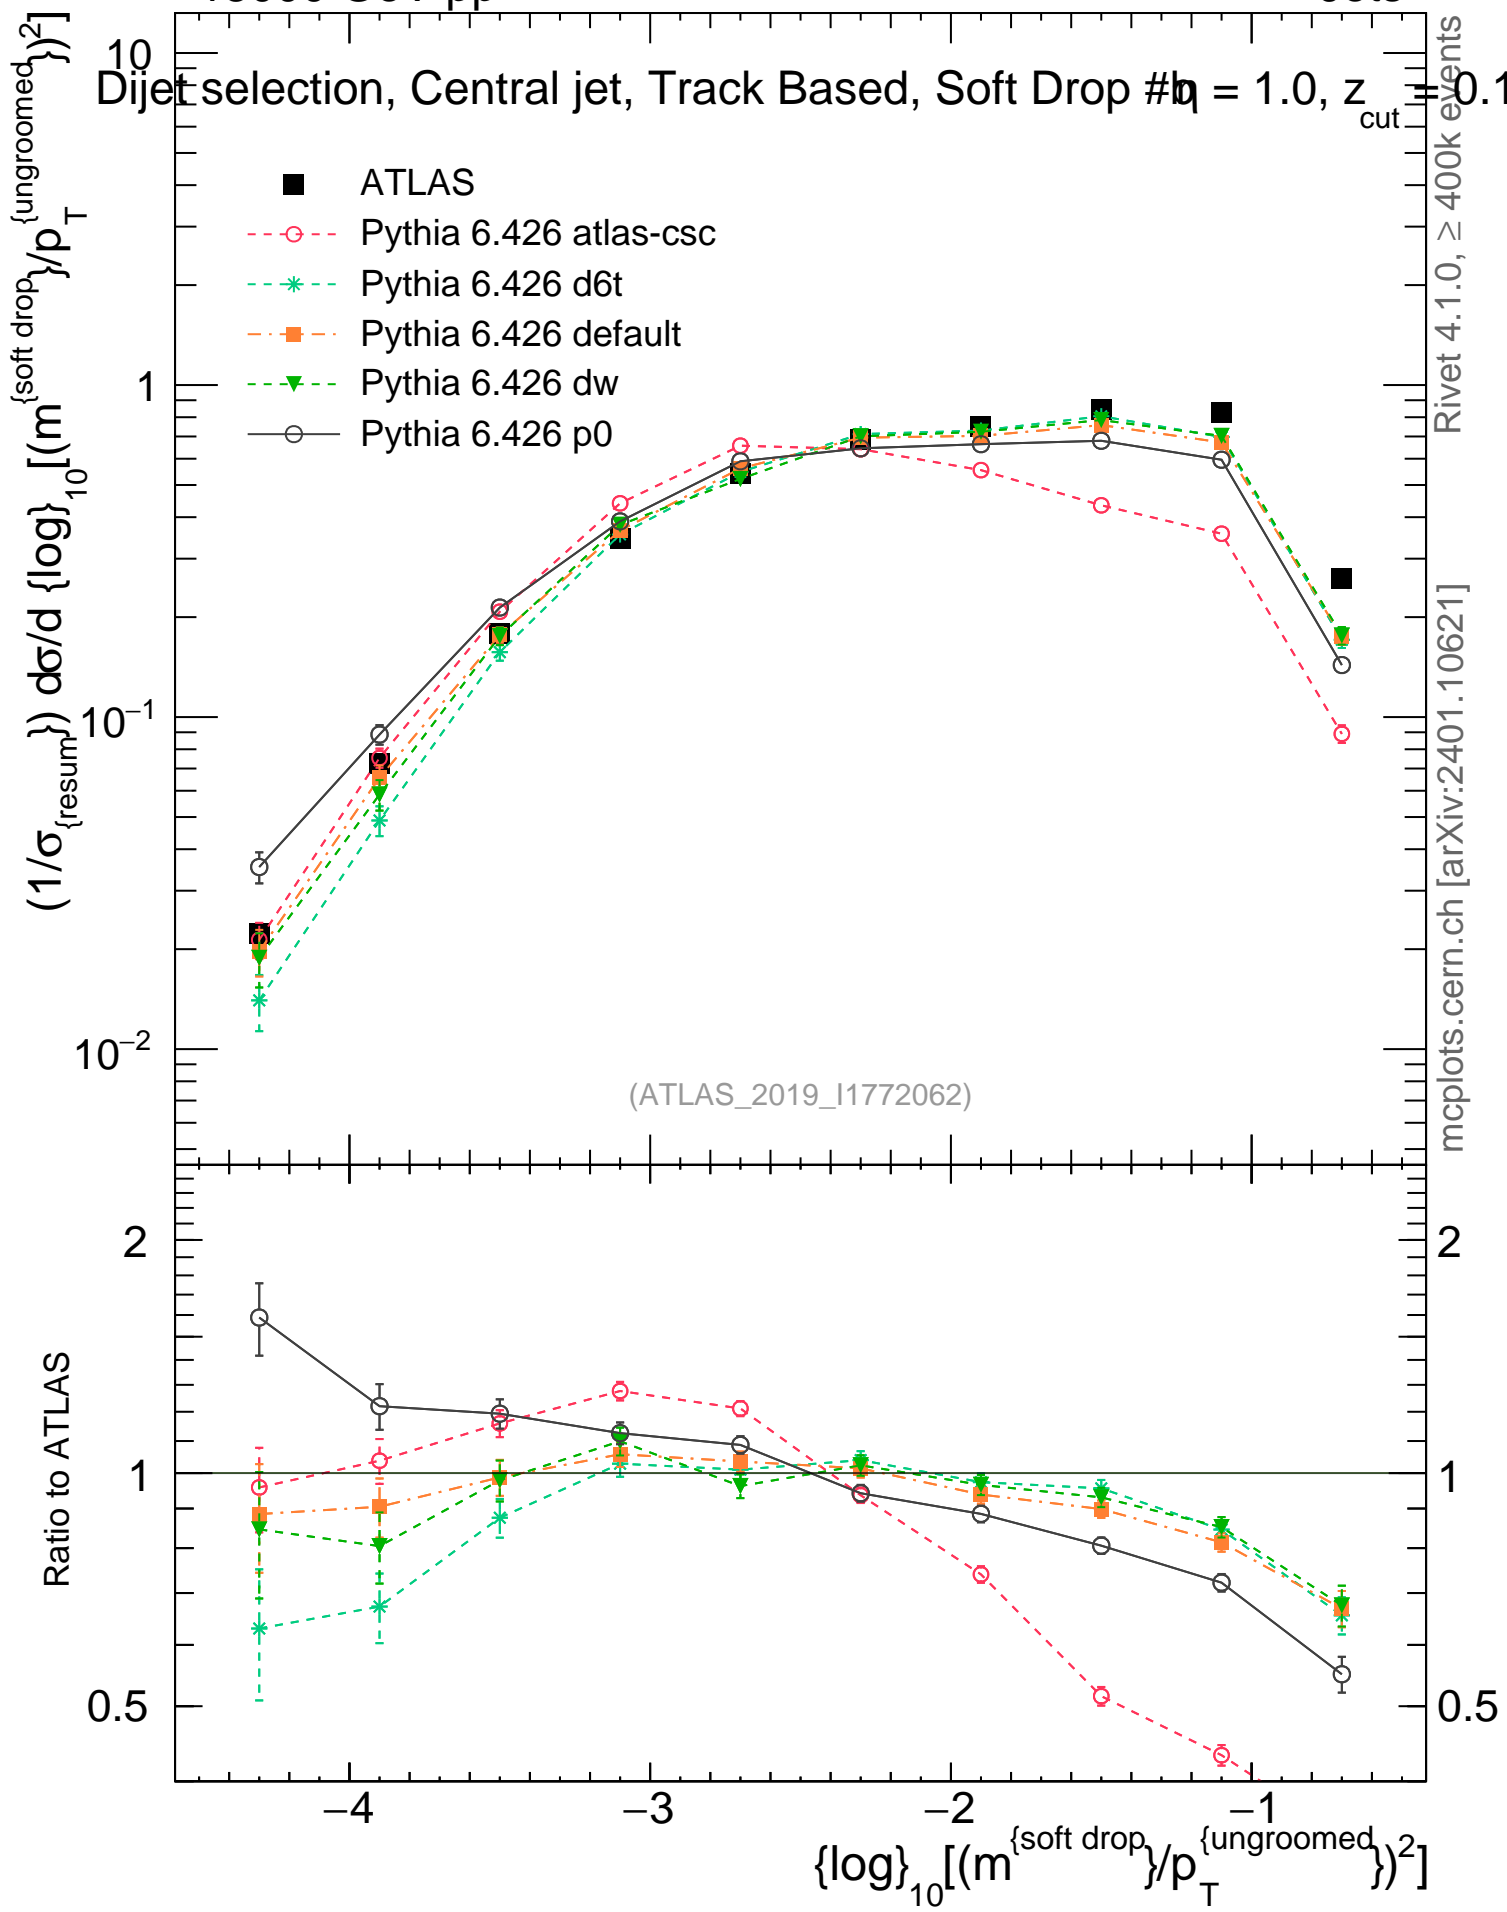 Dijet selection, Central jet, Track Based, Soft Drop = 1.0, z_cut = 0.1
(1/σ_{resum}) dσ/d {log}_10[(m^{soft drop}/p_T^{ungroomed})^2]
10
1
10^−1
10^−2
ATLAS
Pythia 6.426 atlas-csc
Pythia 6.426 d6t
Pythia 6.426 default
Pythia 6.426 dw
Pythia 6.426 p0
(ATLAS_2019_I1772062)
Rivet 4.1.0, ≥ 400k events
mcplots.cern.ch [arXiv:2401.10621]
Ratio to ATLAS
2
1
0.5
2
1
0.5
−4 −3 −2 −1
{log}_10[(m^{soft drop}/p_T^{ungroomed})^2]